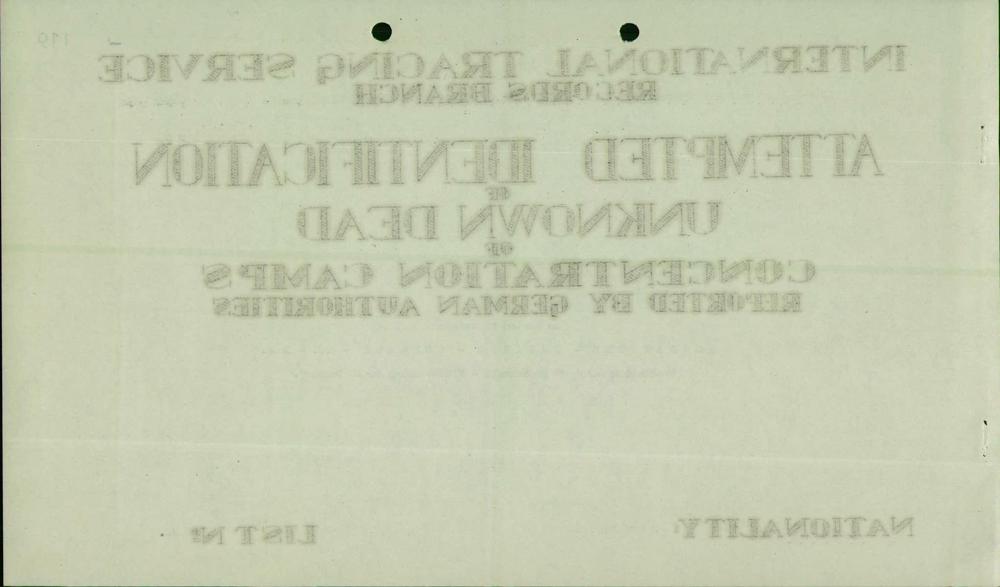 119
INTERNATIONAL TRACING SERVICE
RECORDS BRANCH
ATTEMPTED IDENTIFICATION
OF
UNKNOWN DEAD
OF
CONCENTRATION CAMPS
REPORTED BY GERMAN AUTHORITIES
NATIONALITY: LIST Nº